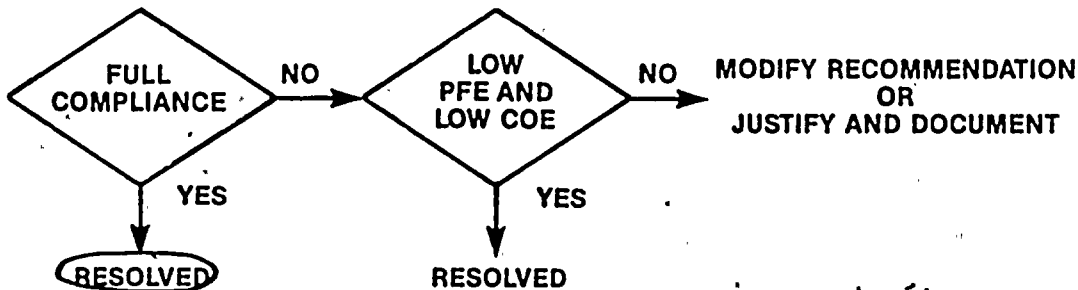 FULL
COMPLIANCE
NO
LOW
PFE AND
LOW COE
NO
MODIFY RECOMMENDATION
OR
JUSTIFY AND DOCUMENT
YES
YES
RESOLVED
RESOLVED